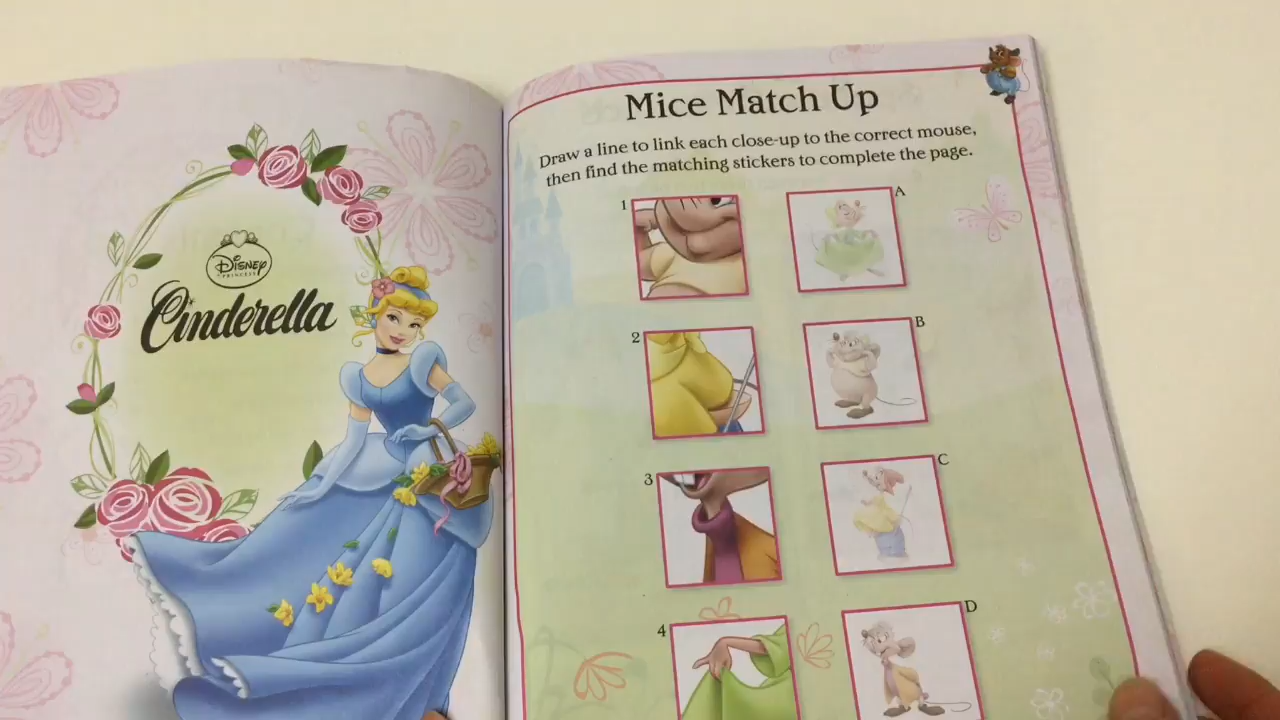 Disney
PRINCESS
Cinderella
Mice Match Up
Draw a line to link each close-up to the correct mouse,
then find the matching stickers to complete the page.
1
A
2
B
3
C
4
D